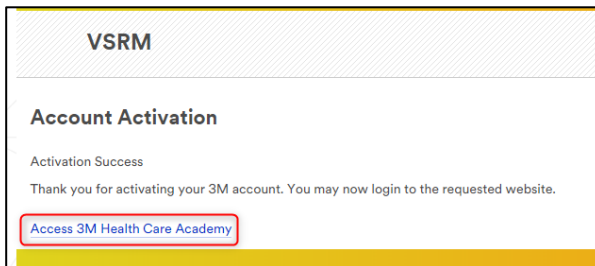 VSRM
Account Activation
Activation Success
Thank you for activating your 3M account. You may now login to the requested website.
Access 3M Health Care Academy